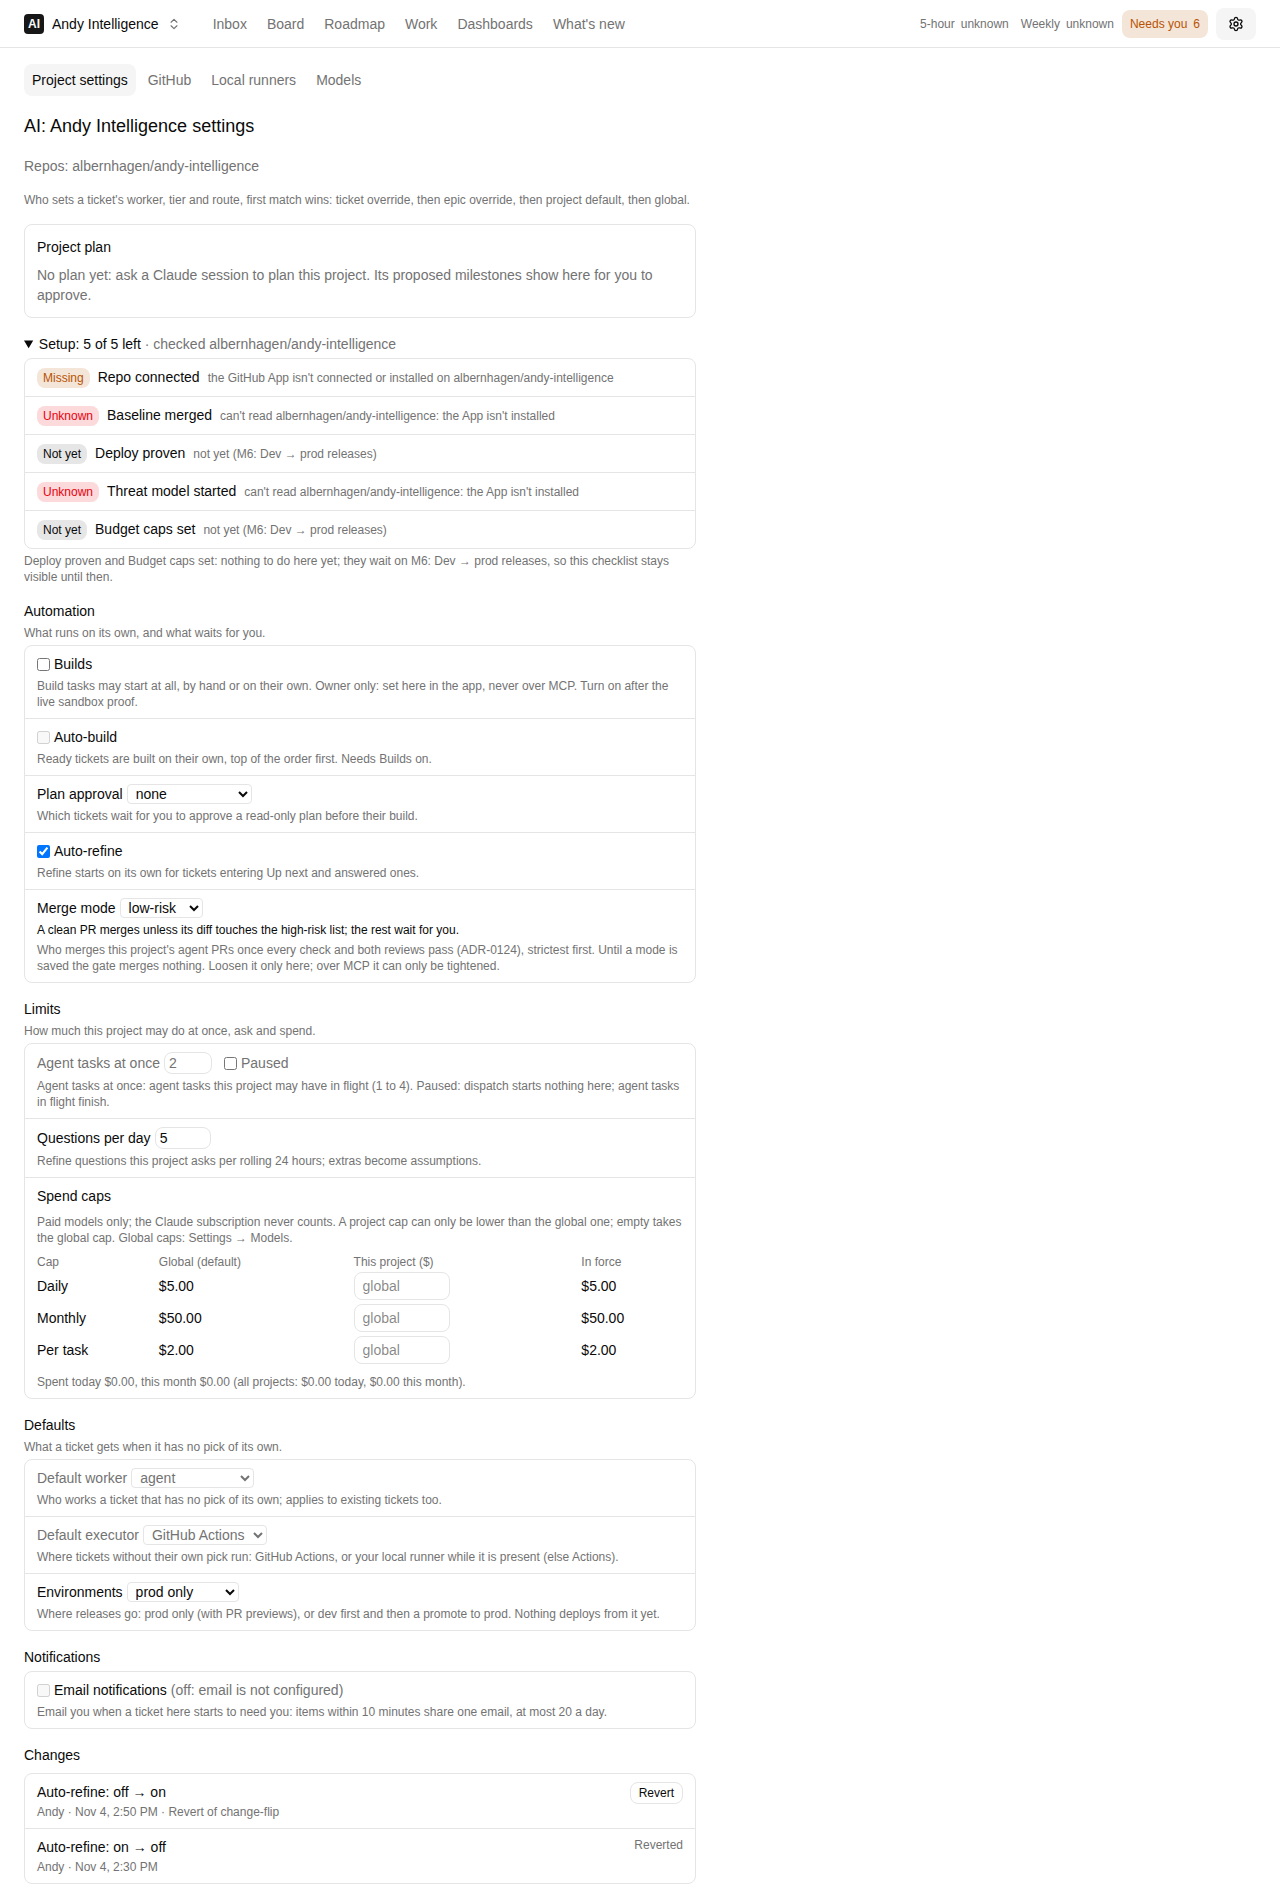 AI Andy Intelligence Inbox Board Roadmap Work Dashboards What's new 5-hour unknown Weekly unknown Needs you 6
Project settings GitHub Local runners Models
AI: Andy Intelligence settings
Repos: albernhagen/andy-intelligence
Who sets a ticket's worker, tier and route, first match wins: ticket override, then epic override, then project default, then global.
Project plan
No plan yet: ask a Claude session to plan this project. Its proposed milestones show here for you to
approve.
▼ Setup: 5 of 5 left · checked albernhagen/andy-intelligence
Missing Repo connected the GitHub App isn't connected or installed on albernhagen/andy-intelligence
Unknown Baseline merged can't read albernhagen/andy-intelligence: the App isn't installed
Not yet Deploy proven not yet (M6: Dev → prod releases)
Unknown Threat model started can't read albernhagen/andy-intelligence: the App isn't installed
Not yet Budget caps set not yet (M6: Dev → prod releases)
Deploy proven and Budget caps set: nothing to do here yet; they wait on M6: Dev → prod releases, so this checklist stays
visible until then.
Automation
What runs on its own, and what waits for you.
Builds
Build tasks may start at all, by hand or on their own. Owner only: set here in the app, never over MCP. Turn on after the
live sandbox proof.
Auto-build
Ready tickets are built on their own, top of the order first. Needs Builds on.
Plan approval none
Which tickets wait for you to approve a read-only plan before their build.
Auto-refine
Refine starts on its own for tickets entering Up next and answered ones.
Merge mode low-risk
A clean PR merges unless its diff touches the high-risk list; the rest wait for you.
Who merges this project's agent PRs once every check and both reviews pass (ADR-0124), strictest first. Until a mode is
saved the gate merges nothing. Loosen it only here; over MCP it can only be tightened.
Limits
How much this project may do at once, ask and spend.
Agent tasks at once 2 Paused
Agent tasks at once: agent tasks this project may have in flight (1 to 4). Paused: dispatch starts nothing here; agent tasks
in flight finish.
Questions per day 5
Refine questions this project asks per rolling 24 hours; extras become assumptions.
Spend caps
Paid models only; the Claude subscription never counts. A project cap can only be lower than the global one; empty takes
the global cap. Global caps: Settings → Models.
Cap Global (default) This project ($) In force
Daily $5.00 global $5.00
Monthly $50.00 global $50.00
Per task $2.00 global $2.00
Spent today $0.00, this month $0.00 (all projects: $0.00 today, $0.00 this month).
Defaults
What a ticket gets when it has no pick of its own.
Default worker agent
Who works a ticket that has no pick of its own; applies to existing tickets too.
Default executor GitHub Actions
Where tickets without their own pick run: GitHub Actions, or your local runner while it is present (else Actions).
Environments prod only
Where releases go: prod only (with PR previews), or dev first and then a promote to prod. Nothing deploys from it yet.
Notifications
Email notifications (off: email is not configured)
Email you when a ticket here starts to need you: items within 10 minutes share one email, at most 20 a day.
Changes
Auto-refine: off → on Revert
Andy · Nov 4, 2:50 PM · Revert of change-flip
Auto-refine: on → off Reverted
Andy · Nov 4, 2:30 PM